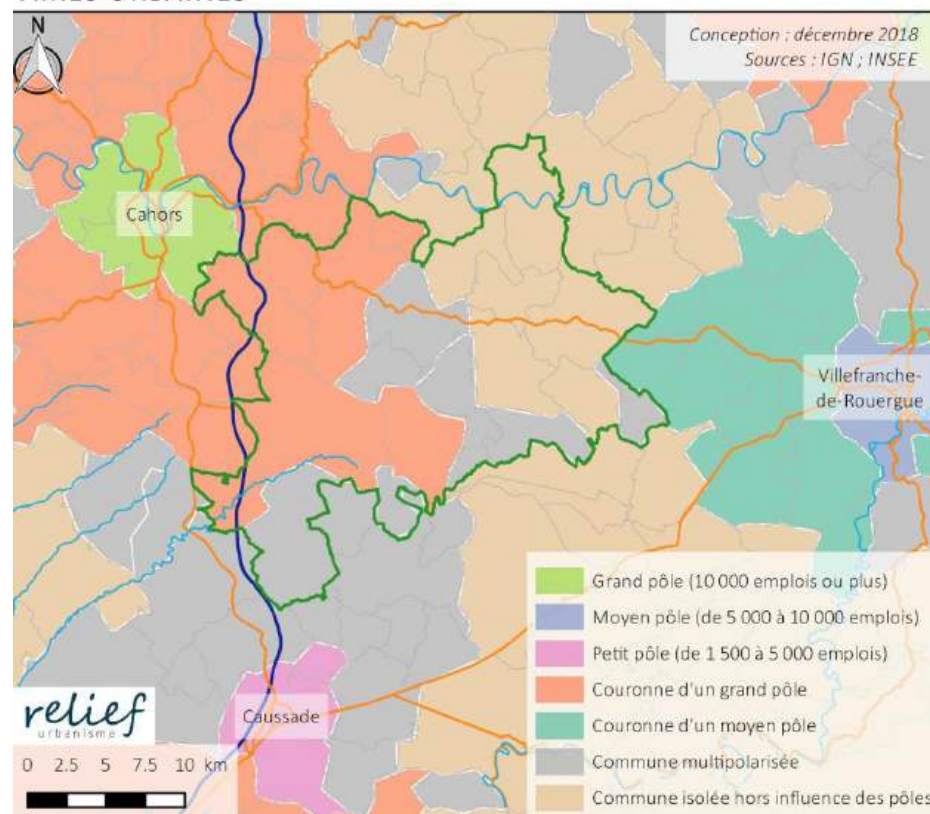 N
Conception : décembre 2018
Sources : IGN ; INSEE
Cahors
Villefranche-
de-Rouergue
Caussade
Grand pôle (10 000 emplois ou plus)
Moyen pôle (de 5 000 à 10 000 emplois)
Petit pôle (de 1 500 à 5 000 emplois)
Couronne d'un grand pôle
Couronne d'un moyen pôle
Commune multipolarisée
Commune isolée hors influence des pôles
relief
urbanisme
0 2.5 5 7.5 10 km